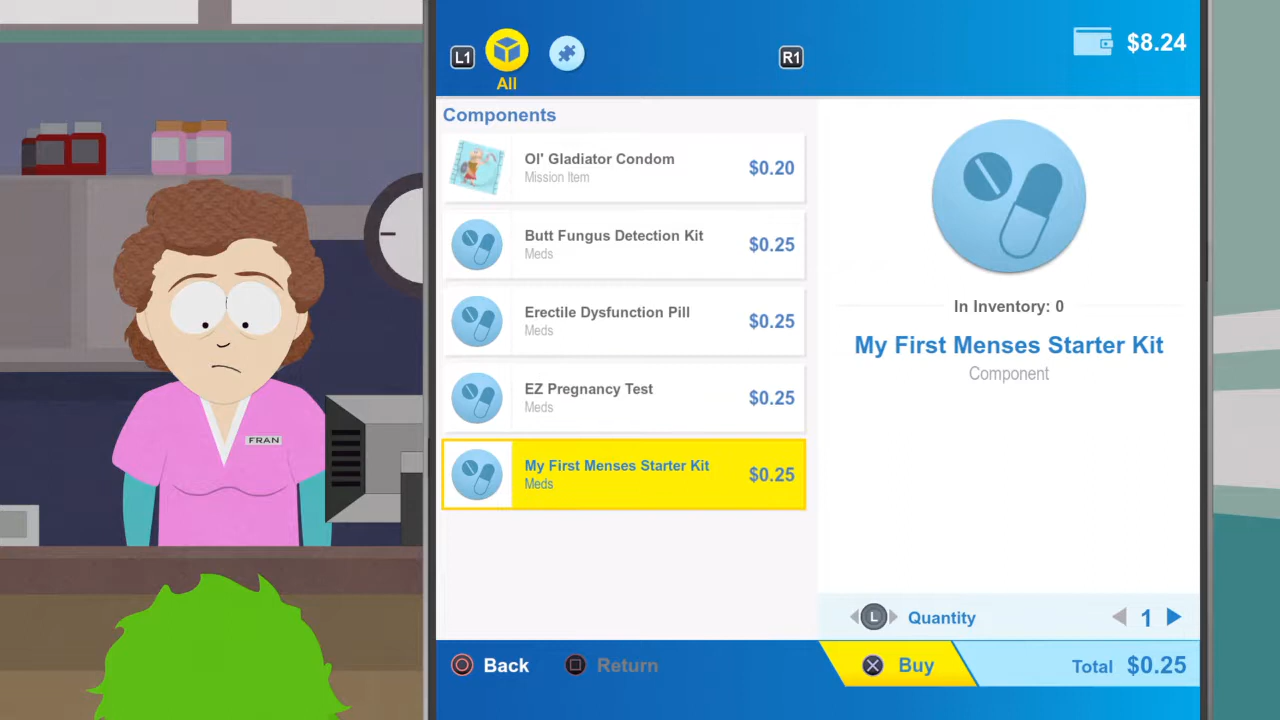 L1
R1
$8.24
All
Components
Ol' Gladiator Condom
Mission Item
$0.20
Butt Fungus Detection Kit
Meds
$0.25
Erectile Dysfunction Pill
Meds
$0.25
EZ Pregnancy Test
Meds
$0.25
My First Menses Starter Kit
Meds
$0.25
In Inventory: 0
My First Menses Starter Kit
Component
FRAN
L Quantity 1
Back Return
Buy
Total $0.25